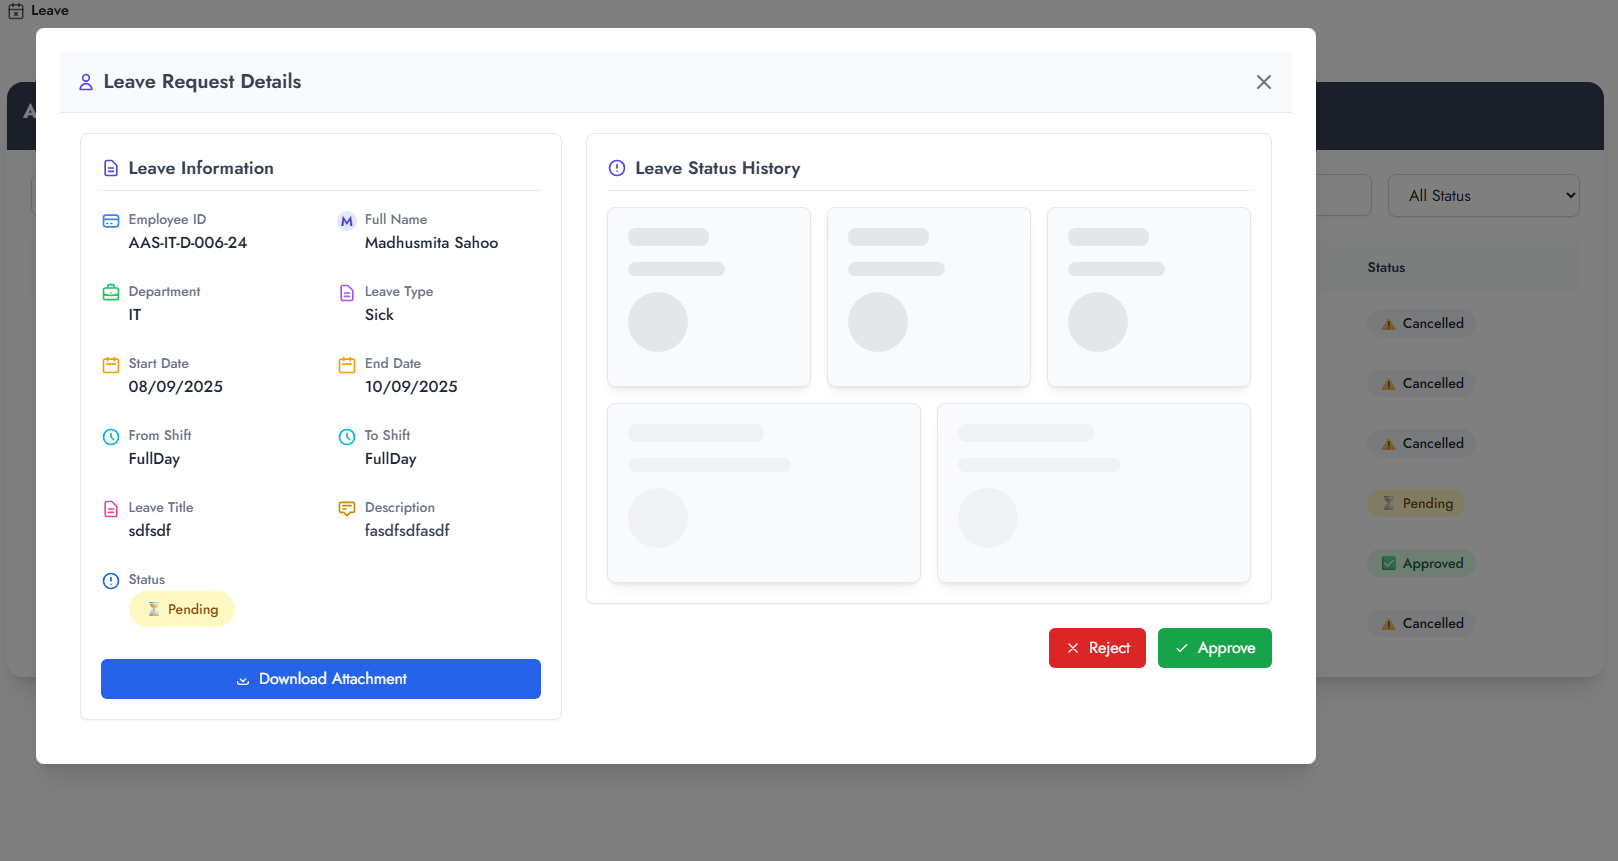 Leave
A
Leave Request Details
Leave Information
Employee ID
AAS-IT-D-006-24
M
Full Name
Madhusmita Sahoo
Department
IT
Leave Type
Sick
Start Date
08/09/2025
End Date
10/09/2025
From Shift
FullDay
To Shift
FullDay
Leave Title
sdfsdf
Description
fasdfsdfasdf
Status
Pending
Download Attachment
Leave Status History
Reject
Approve
All Status
Status
Cancelled
Cancelled
Cancelled
Pending
Approved
Cancelled